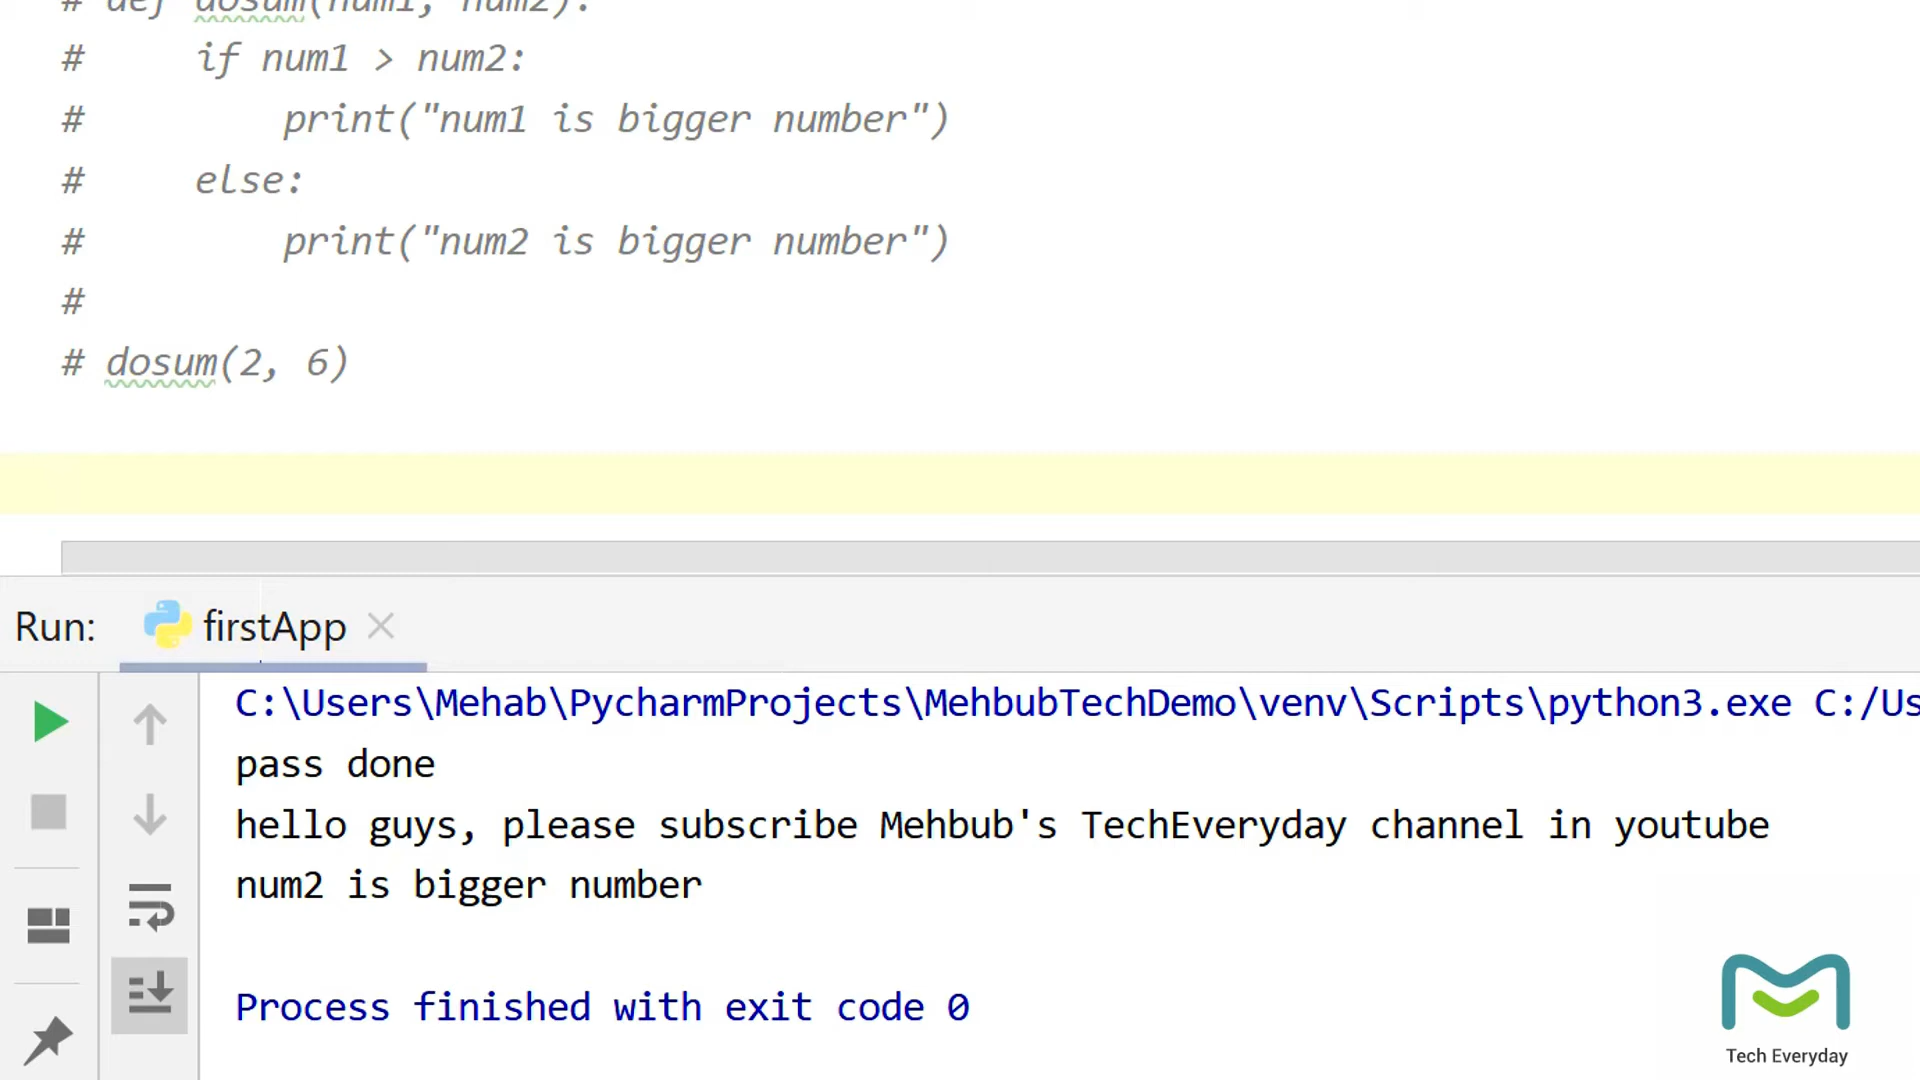 # def dosum(num1, num2):
#     if num1 > num2:
#         print("num1 is bigger number")
#     else:
#         print("num2 is bigger number")
#
# dosum(2, 6)
Run: firstApp
C:\Users\Mehab\PycharmProjects\MehbubTechDemo\venv\Scripts\python3.exe C:/Us
pass done
hello guys, please subscribe Mehbub's TechEveryday channel in youtube
num2 is bigger number
Process finished with exit code 0
Tech Everyday